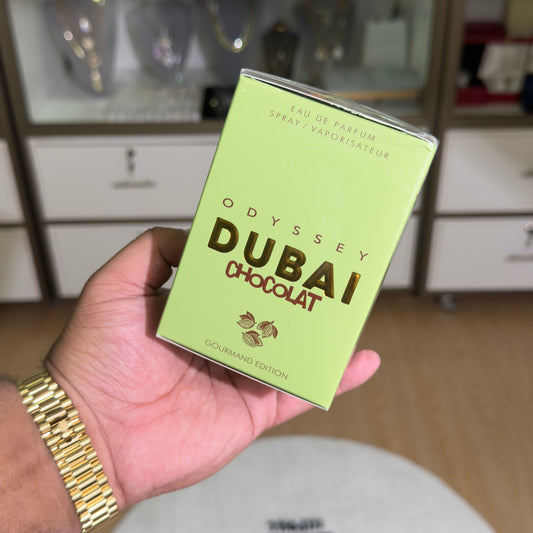 EAU DE PARFUM
SPRAY / VAPORISATEUR
ODYSSEY
DUBAI
CHOCOLAT
GOURMAND EDITION